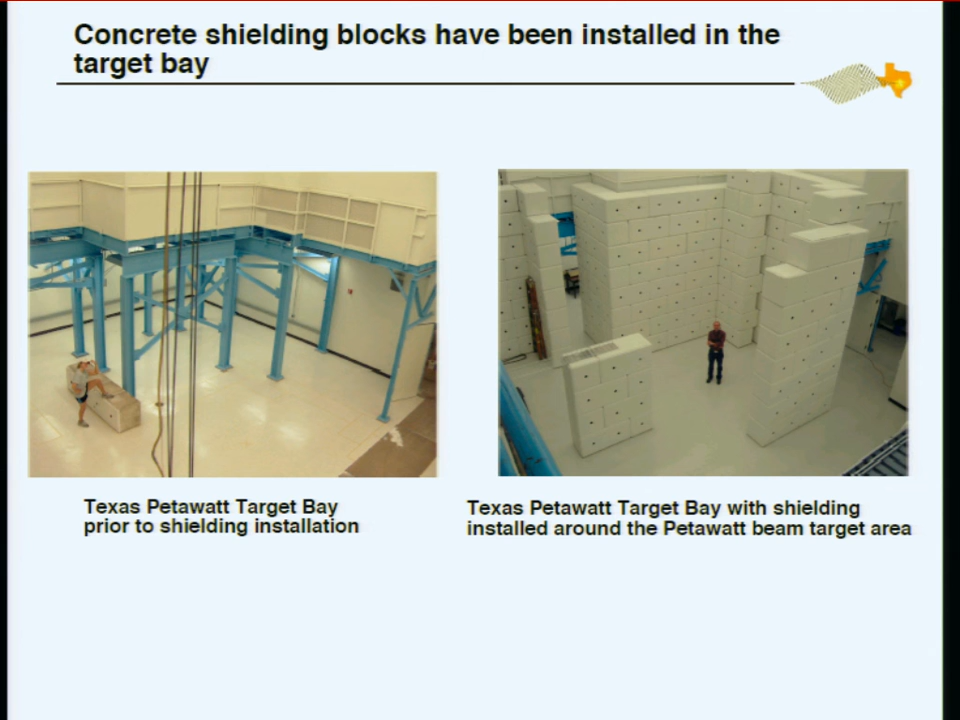 Concrete shielding blocks have been installed in the
target bay
Texas Petawatt Target Bay
prior to shielding installation
Texas Petawatt Target Bay with shielding
installed around the Petawatt beam target area